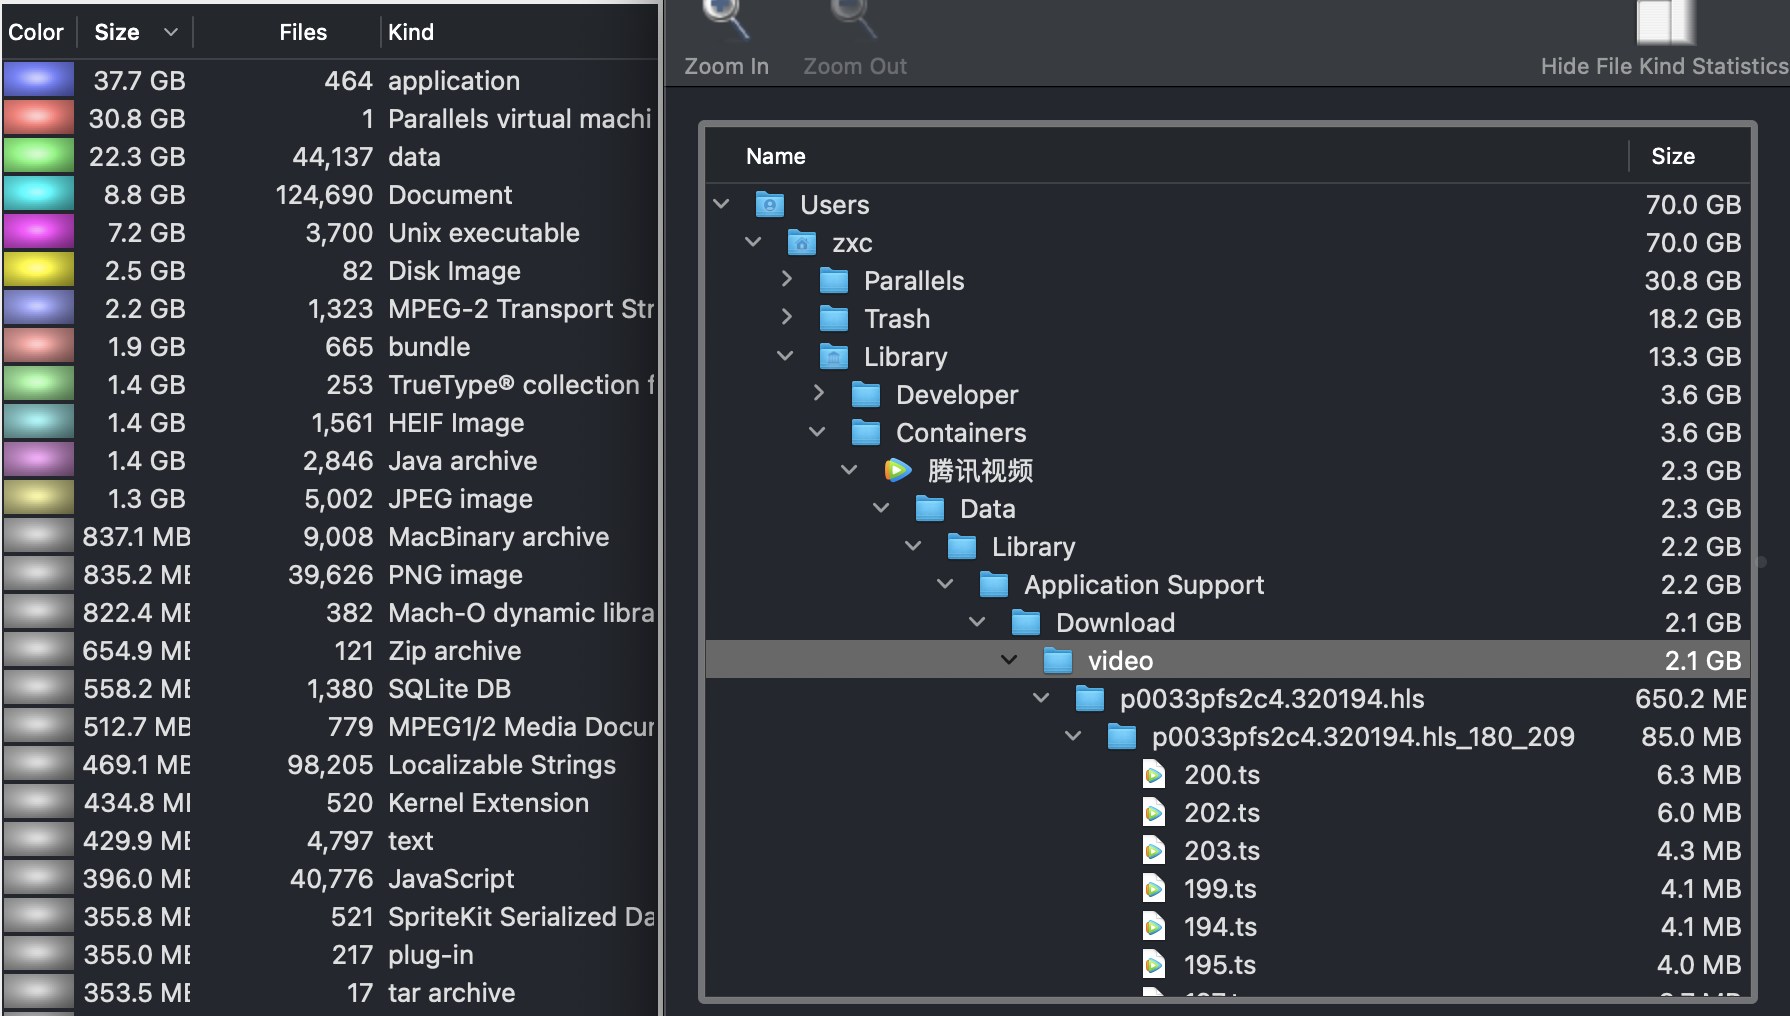 Color Size Files Kind
37.7 GB 464 application
30.8 GB 1 Parallels virtual machi
22.3 GB 44,137 data
8.8 GB 124,690 Document
7.2 GB 3,700 Unix executable
2.5 GB 82 Disk Image
2.2 GB 1,323 MPEG-2 Transport Str
1.9 GB 665 bundle
1.4 GB 253 TrueType® collection f
1.4 GB 1,561 HEIF Image
1.4 GB 2,846 Java archive
1.3 GB 5,002 JPEG image
837.1 MB 9,008 MacBinary archive
835.2 MB 39,626 PNG image
822.4 MB 382 Mach-O dynamic libra
654.9 MB 121 Zip archive
558.2 MB 1,380 SQLite DB
512.7 MB 779 MPEG1/2 Media Docur
469.1 MB 98,205 Localizable Strings
434.8 MB 520 Kernel Extension
429.9 MB 4,797 text
396.0 MB 40,776 JavaScript
355.8 MB 521 SpriteKit Serialized Da
355.0 MB 217 plug-in
353.5 MB 17 tar archive
Zoom In Zoom Out Hide File Kind Statistics
Name Size
Users 70.0 GB
zxc 70.0 GB
Parallels 30.8 GB
Trash 18.2 GB
Library 13.3 GB
Developer 3.6 GB
Containers 3.6 GB
腾讯视频 2.3 GB
Data 2.3 GB
Library 2.2 GB
Application Support 2.2 GB
Download 2.1 GB
video 2.1 GB
p0033pfs2c4.320194.hls 650.2 MB
p0033pfs2c4.320194.hls_180_209 85.0 MB
200.ts 6.3 MB
202.ts 6.0 MB
203.ts 4.3 MB
199.ts 4.1 MB
194.ts 4.1 MB
195.ts 4.0 MB